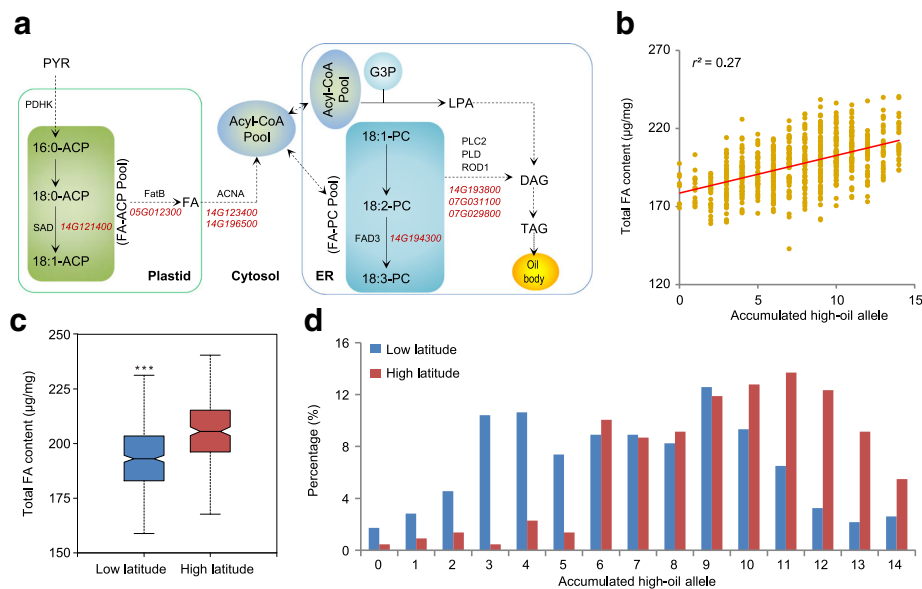 a
PYR
PDHK
16:0-ACP
18:0-ACP
SAD
14G121400
18:1-ACP
(FA-ACP Pool)
FatB
05G012300
Plastid
FA
ACNA
14G123400
14G196500
Cytosol
Acyl-CoA
Pool
Acyl-CoA
Pool
G3P
LPA
(FA-PC Pool)
18:1-PC
18:2-PC
FAD3
14G194300
18:3-PC
ER
PLC2
PLD
ROD1
14G193800
07G031100
07G029800
DAG
TAG
Oil
body
b
r² = 0.27
Total FA content (µg/mg)
270
220
170
120
0
5
10
15
Accumulated high-oil allele
c
Total FA content (µg/mg)
250
225
200
175
150
***
Low latitude
High latitude
d
Low latitude
High latitude
Percentage (%)
16
12
8
4
0
0 1 2 3 4 5 6 7 8 9 10 11 12 13 14
Accumulated high-oil allele